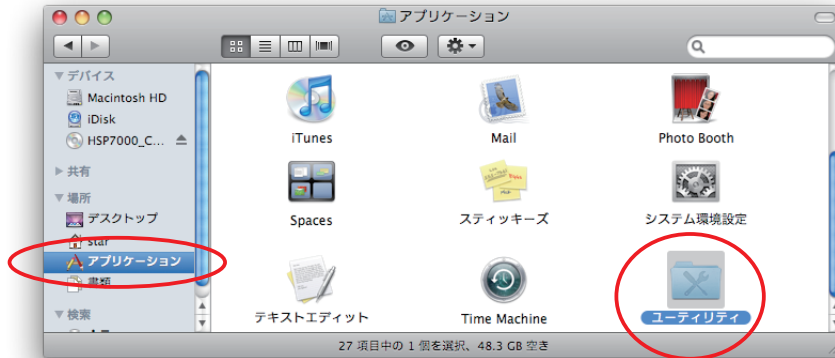 アプリケーション
デバイス
Macintosh HD
iDisk
HSP7000_C...
共有
場所
デスクトップ
star
アプリケーション
書類
検索
iTunes
Mail
Photo Booth
Spaces
スティッキーズ
システム環境設定
テキストエディット
Time Machine
ユーティリティ
27 項目中の 1 個を選択、48.3 GB 空き